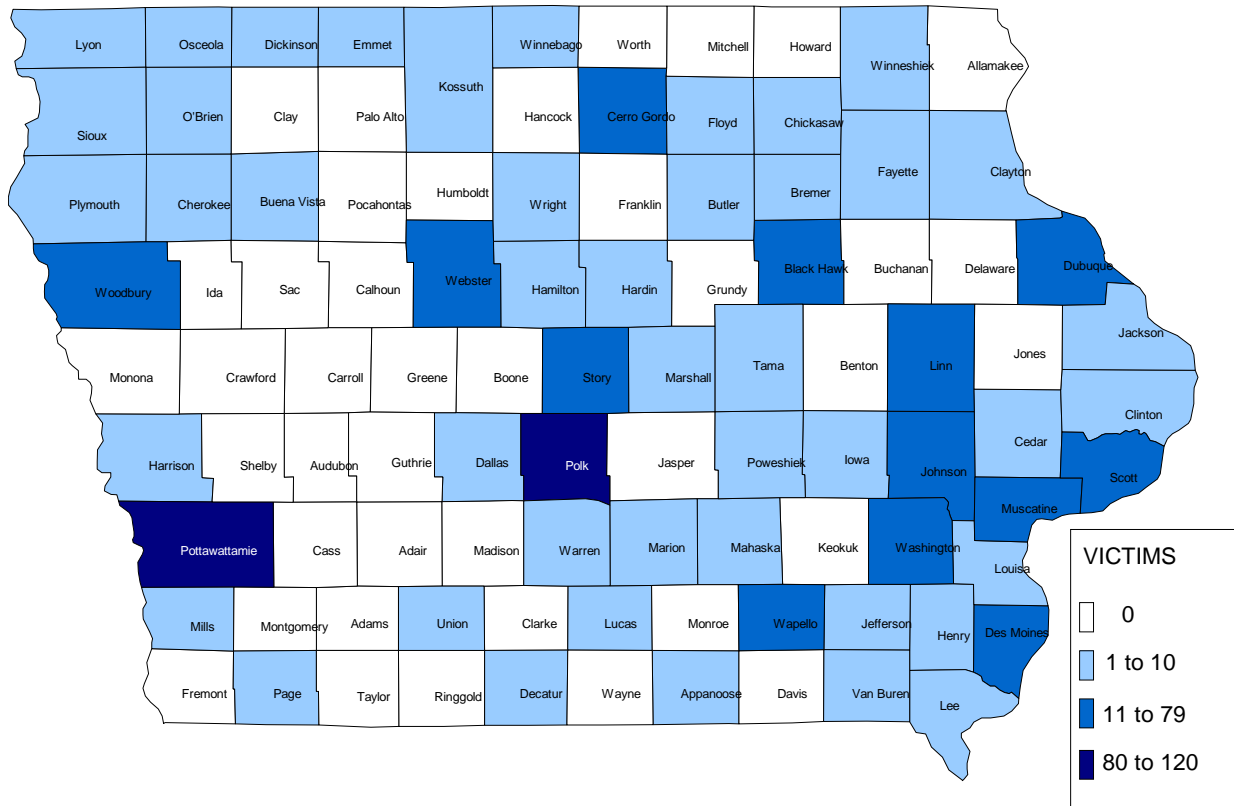 Lyon
Osceola
Dickinson
Emmet
Winnebago
Worth
Mitchell
Howard
Winneshiek
Allamakee
Kossuth
Sioux
O'Brien
Clay
Palo Alto
Hancock
Cerro Gordo
Floyd
Chickasaw
Fayette
Clayton
Plymouth
Cherokee
Buena Vista
Pocahontas
Humboldt
Wright
Franklin
Butler
Bremer
Woodbury
Ida
Sac
Calhoun
Webster
Hamilton
Hardin
Grundy
Black Hawk
Buchanan
Delaware
Dubuque
Jackson
Monona
Crawford
Carroll
Greene
Boone
Story
Marshall
Tama
Benton
Linn
Jones
Clinton
Harrison
Shelby
Audubon
Guthrie
Dallas
Polk
Jasper
Poweshiek
Iowa
Johnson
Cedar
Scott
Muscatine
Pottawattamie
Cass
Adair
Madison
Warren
Marion
Mahaska
Keokuk
Washington
Louisa
Mills
Montgomery
Adams
Union
Clarke
Lucas
Monroe
Wapello
Jefferson
Henry
Des Moines
Fremont
Page
Taylor
Ringgold
Decatur
Wayne
Appanoose
Davis
Van Buren
Lee
VICTIMS
0
1 to 10
11 to 79
80 to 120